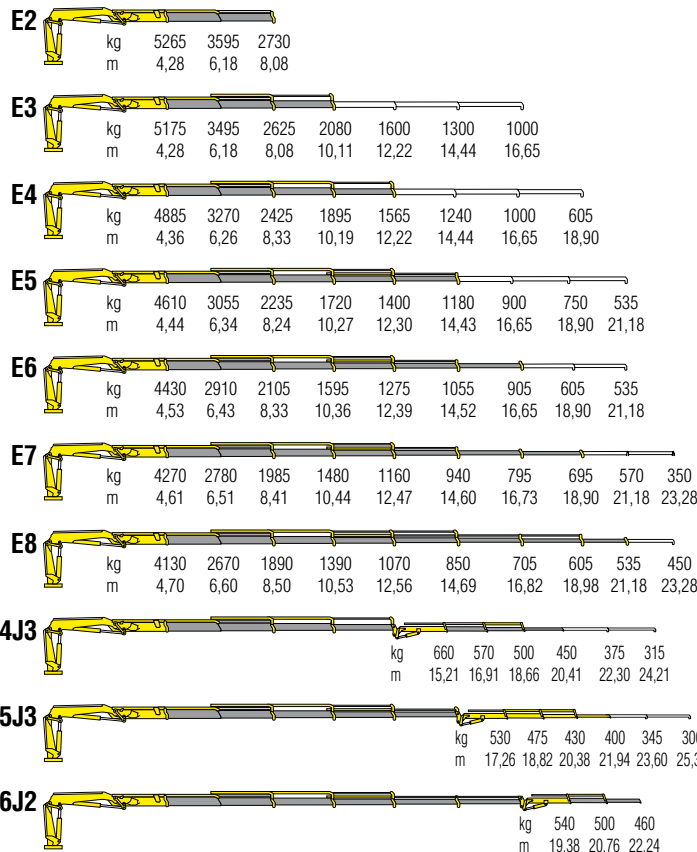 E2
kg 5265 3595 2730
m 4,28 6,18 8,08
E3
kg 5175 3495 2625 2080 1600 1300 1000
m 4,28 6,18 8,08 10,11 12,22 14,44 16,65
E4
kg 4885 3270 2425 1895 1565 1240 1000 605
m 4,36 6,26 8,33 10,19 12,22 14,44 16,65 18,90
E5
kg 4610 3055 2235 1720 1400 1180 900 750 535
m 4,44 6,34 8,24 10,27 12,30 14,43 16,65 18,90 21,18
E6
kg 4430 2910 2105 1595 1275 1055 905 605 535
m 4,53 6,43 8,33 10,36 12,39 14,52 16,65 18,90 21,18
E7
kg 4270 2780 1985 1480 1160 940 795 695 570 350
m 4,61 6,51 8,41 10,44 12,47 14,60 16,73 18,90 21,18 23,28
E8
kg 4130 2670 1890 1390 1070 850 705 605 535 450
m 4,70 6,60 8,50 10,53 12,56 14,69 16,82 18,98 21,18 23,28
4J3
kg 660 570 500 450 375 315
m 15,21 16,91 18,66 20,41 22,30 24,21
5J3
kg 530 475 430 400 345
m 17,26 18,82 20,38 21,94 23,60
6J2
kg 540 500 460
m 19,38 20,76 22,24